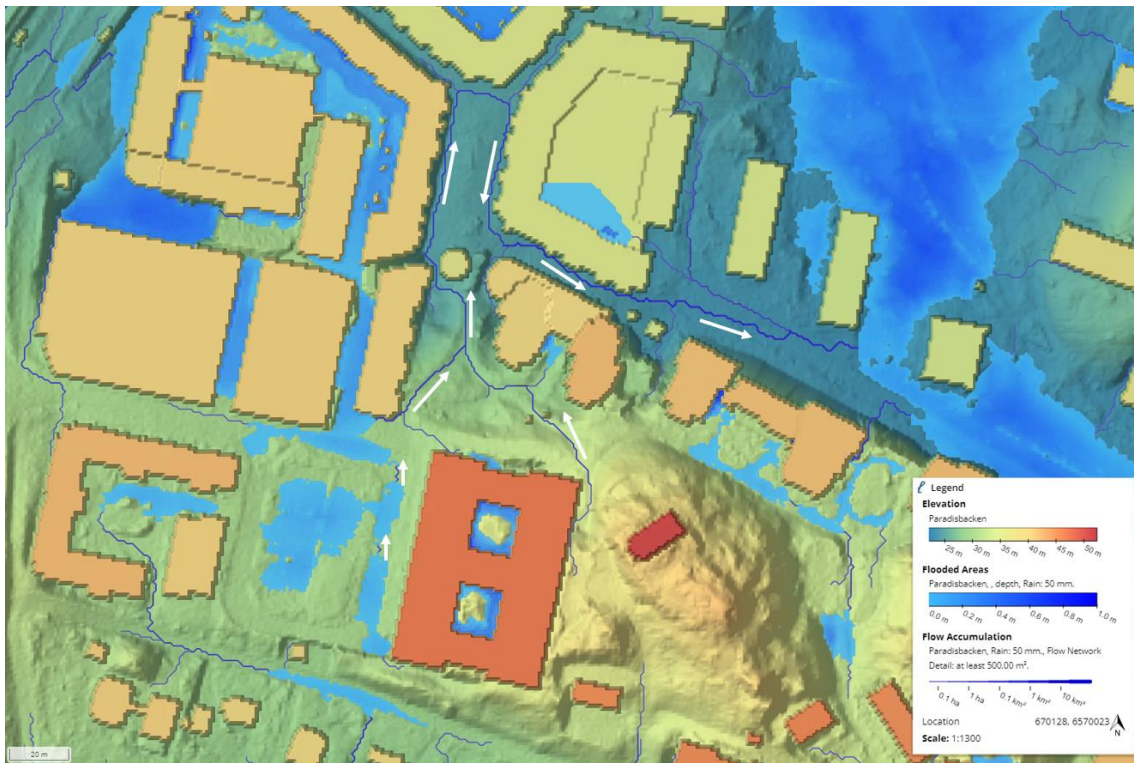 Legend
Elevation
Paradisbacken
25 m 30 m 35 m 40 m 45 m 50 m
Flooded Areas
Paradisbacken, , depth, Rain: 50 mm.
0.0 m 0.2 m 0.4 m 0.6 m 0.8 m 1.0 m
Flow Accumulation
Paradisbacken, Rain: 50 mm., Flow Network
Detail: at least 500.00 m².
0.1 ha 1 ha 0.1 km² 1 km² 10 km²
Location 670128, 6570023
N
Scale: 1:1300
20 m